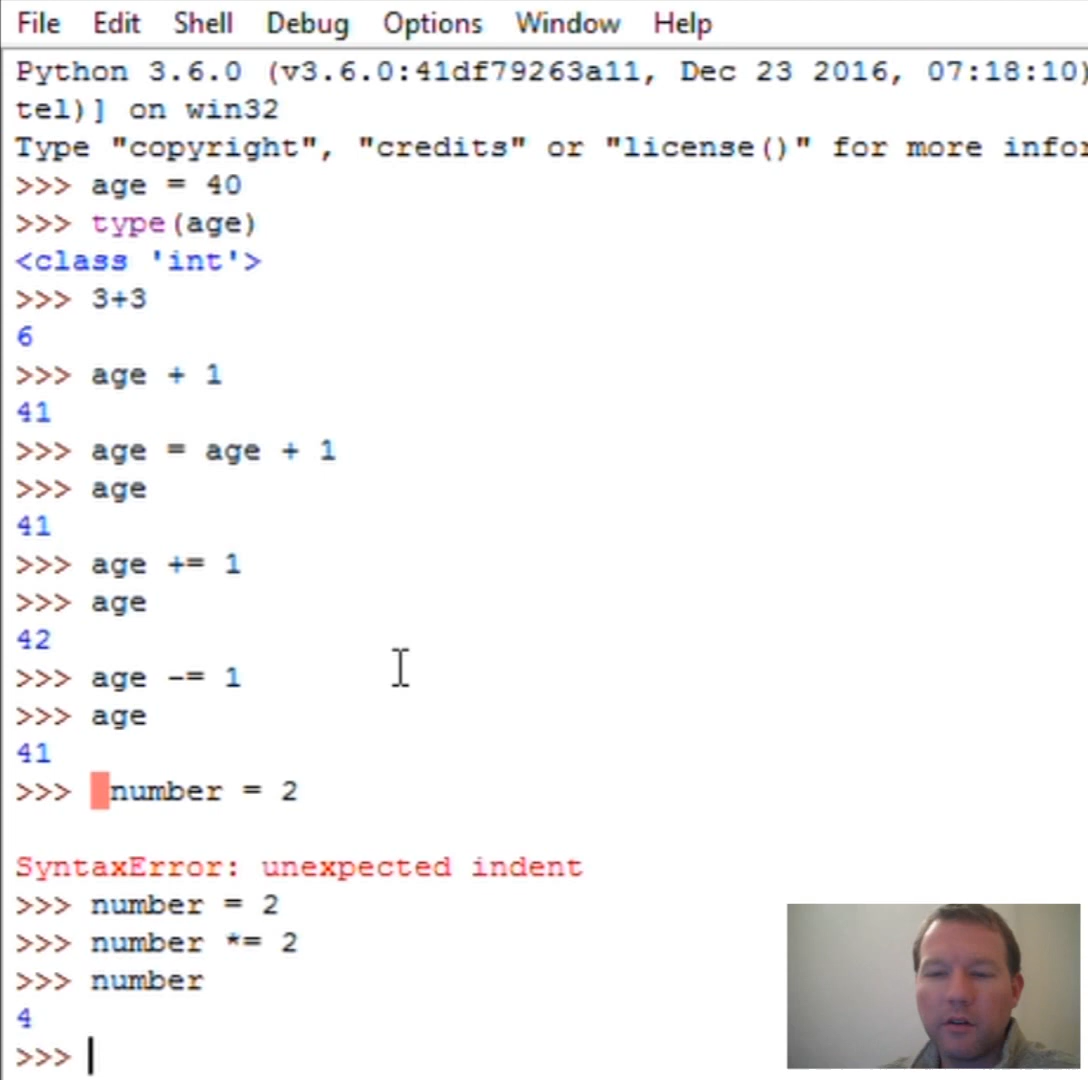 File Edit Shell Debug Options Window Help
Python 3.6.0 (v3.6.0:41df79263a11, Dec 23 2016, 07:18:10)
tel)] on win32
Type "copyright", "credits" or "license()" for more infor
>>> age = 40
>>> type(age)
<class 'int'>
>>> 3+3
6
>>> age + 1
41
>>> age = age + 1
>>> age
41
>>> age += 1
>>> age
42
>>> age -= 1
>>> age
41
>>>  number = 2
SyntaxError: unexpected indent
>>> number = 2
>>> number *= 2
>>> number
4
>>>